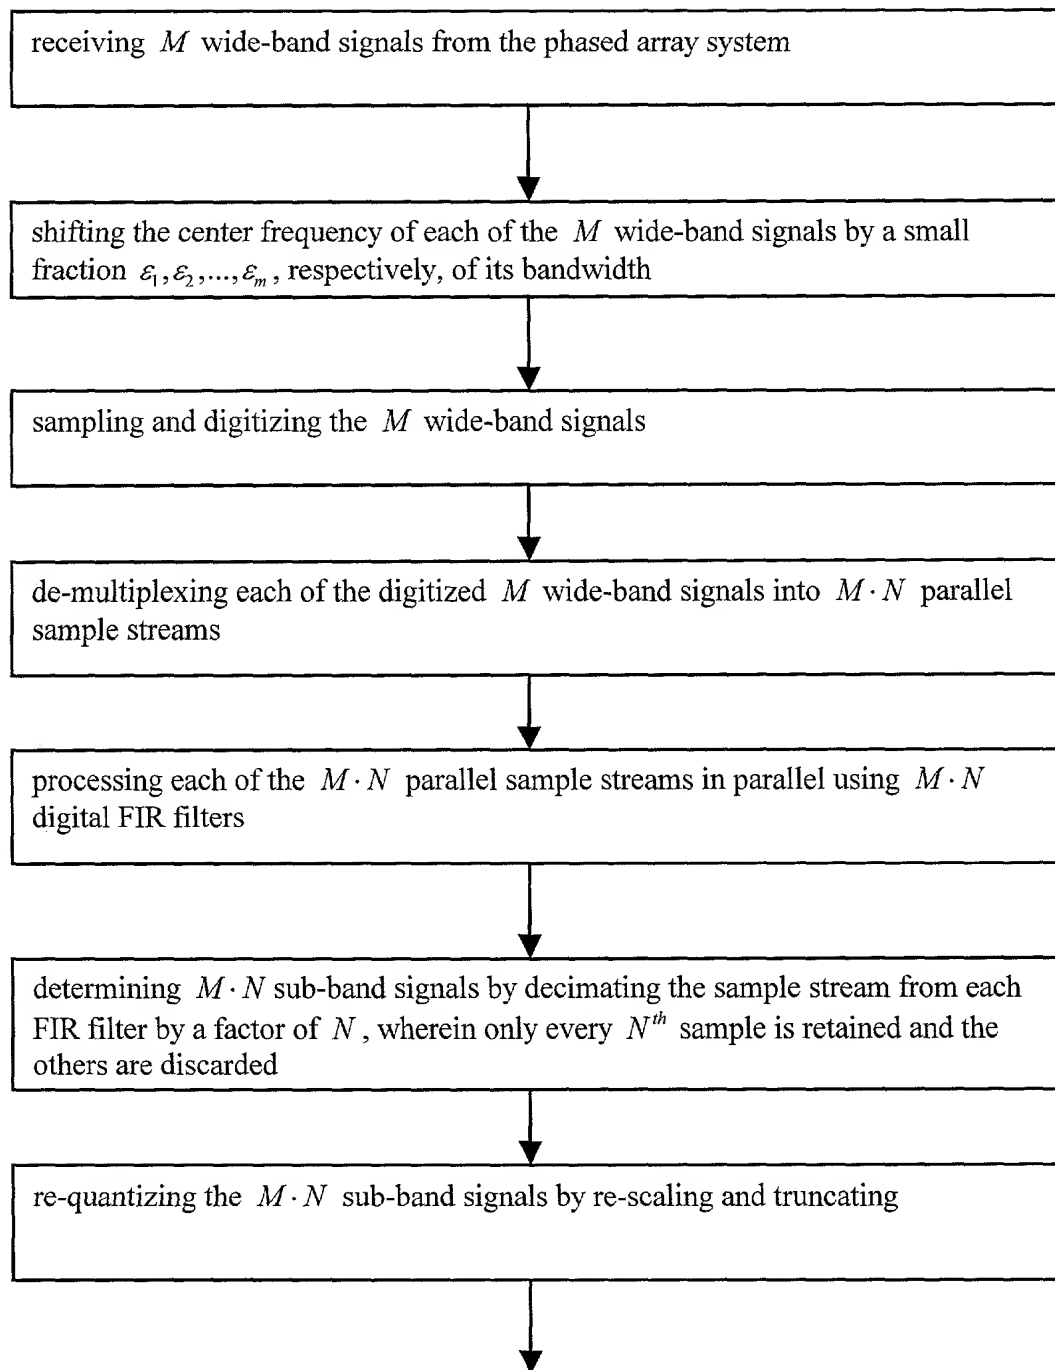 receiving M wide-band signals from the phased array system
shifting the center frequency of each of the M wide-band signals by a small
fraction ε₁,ε₂,...,εₘ, respectively, of its bandwidth
sampling and digitizing the M wide-band signals
de-multiplexing each of the digitized M wide-band signals into M·N parallel
sample streams
processing each of the M·N parallel sample streams in parallel using M·N
digital FIR filters
determining M·N sub-band signals by decimating the sample stream from each
FIR filter by a factor of N, wherein only every Nᵗʰ sample is retained and the
others are discarded
re-quantizing the M·N sub-band signals by re-scaling and truncating